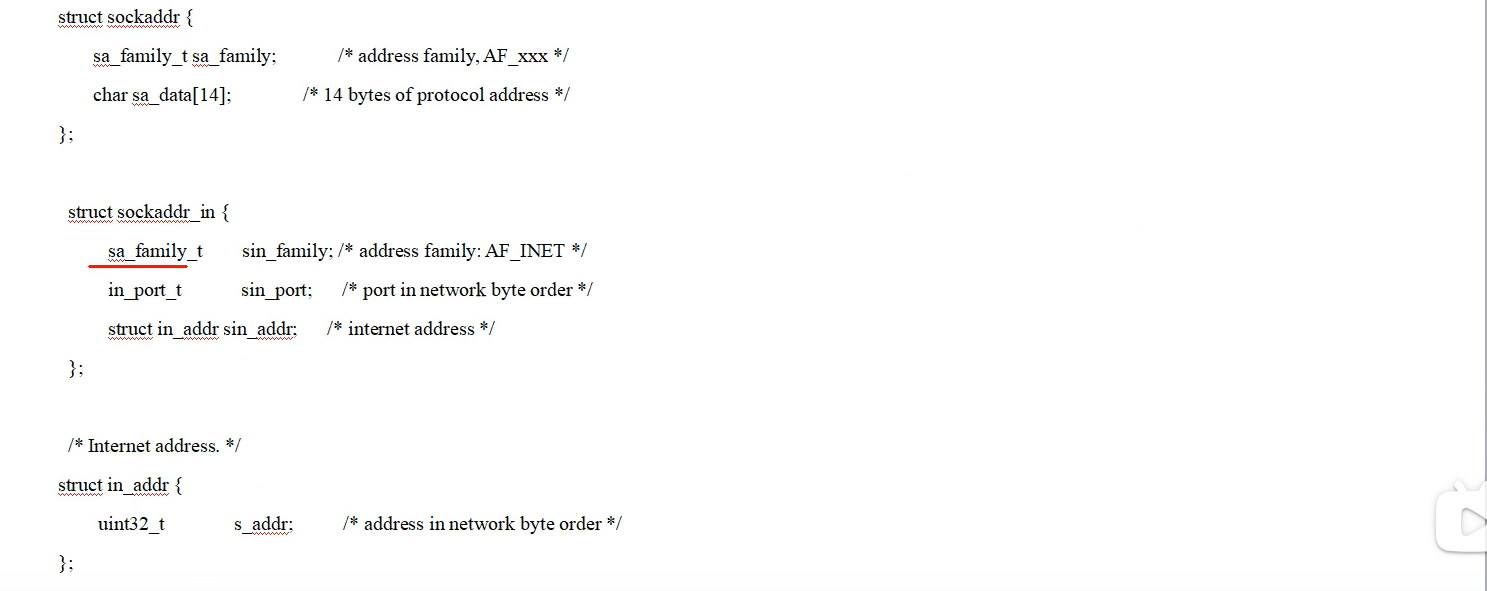 struct sockaddr {
sa_family_t sa_family; /* address family, AF_xxx */
char sa_data[14]; /* 14 bytes of protocol address */
};
struct sockaddr_in {
sa_family_t sin_family; /* address family: AF_INET */
in_port_t sin_port; /* port in network byte order */
struct in_addr sin_addr; /* internet address */
};
/* Internet address. */
struct in_addr {
uint32_t s_addr; /* address in network byte order */
};